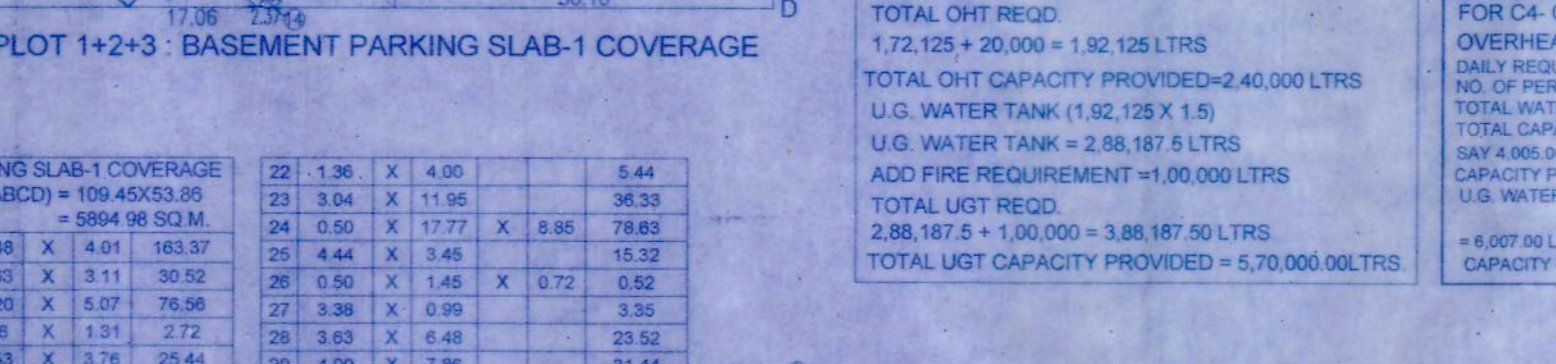 17.06
D
PLOT 1+2+3 : BASEMENT PARKING SLAB-1 COVERAGE
SLAB-1 COVERAGE
= 109.45X53.86
= 5894.98 SQ.M.
X 4.01 163.37
X 3.11 30.52
X 5.07 76.56
X 1.31 2.72
X 3.76 25.44
22 1.36 X 4.00 5.44
23 3.04 X 11.95 36.33
24 0.50 X 17.77 X 8.85 78.63
25 4.44 X 3.45 15.32
26 0.50 X 1.45 X 0.72 0.52
27 3.38 X 0.99 3.35
28 3.63 X 6.48 23.52
TOTAL OHT REQD.
1,72,125 + 20,000 = 1,92,125 LTRS
TOTAL OHT CAPACITY PROVIDED=2,40,000 LTRS
U.G. WATER TANK (1,92,125 X 1.5)
U.G. WATER TANK = 2,88,187.5 LTRS
ADD FIRE REQUIREMENT =1,00,000 LTRS
TOTAL UGT REQD.
2,88,187.5 + 1,00,000 = 3,88,187.50 LTRS
TOTAL UGT CAPACITY PROVIDED = 5,70,000.00LTRS.
FOR C4-
DAILY
NO. OF
TOTAL
TOTAL
SAY 4,005.0
CAPACITY
U.G.
= 6,007.00 L
CAPACITY